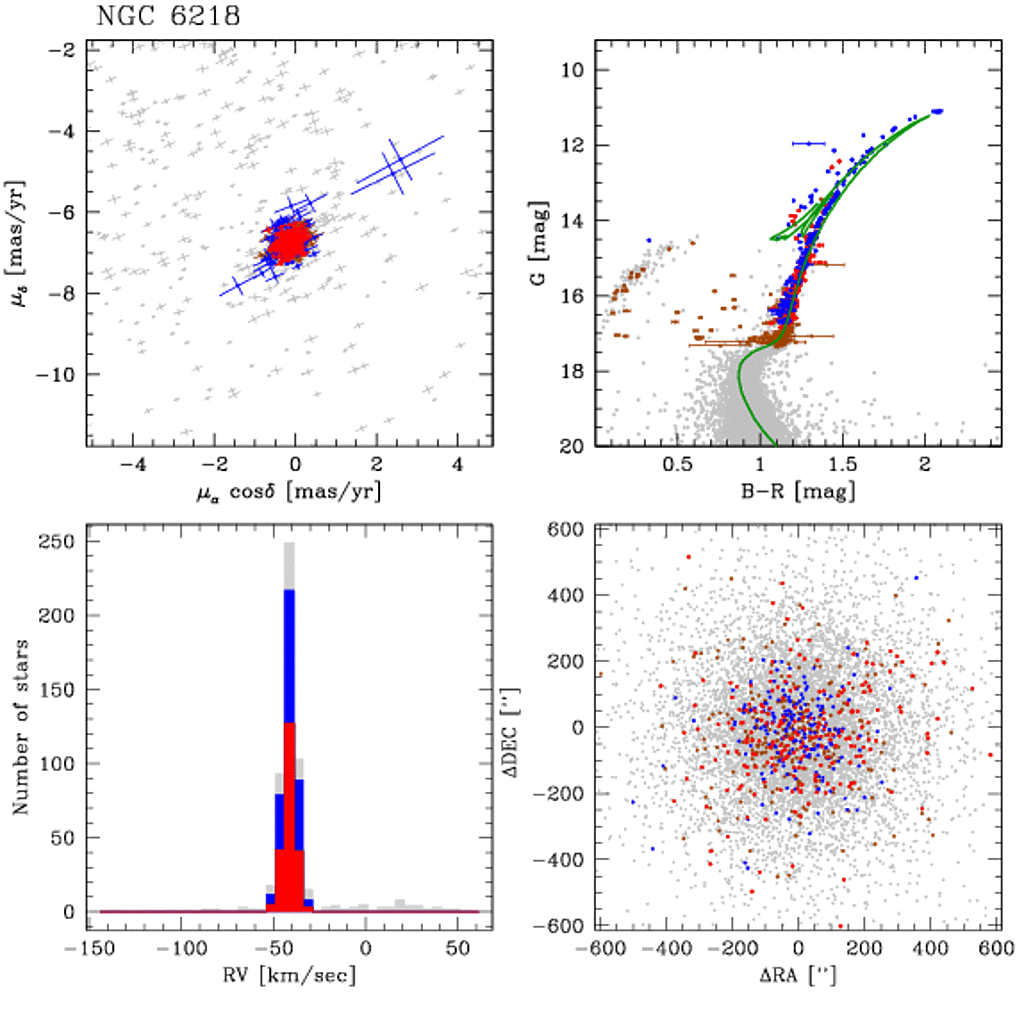 NGC 6218
−2
−4
−6
−8
−10
μδ [mas/yr]
−4 −2 0 2 4
μα cosδ [mas/yr]
10
12
14
16
18
20
G [mag]
0.5 1 1.5 2
B−R [mag]
250
200
150
100
50
0
Number of stars
−150 −100 −50 0 50
RV [km/sec]
600
400
200
0
−200
−400
−600
ΔDEC ["]
−600 −400 −200 0 200 400 600
ΔRA ["]